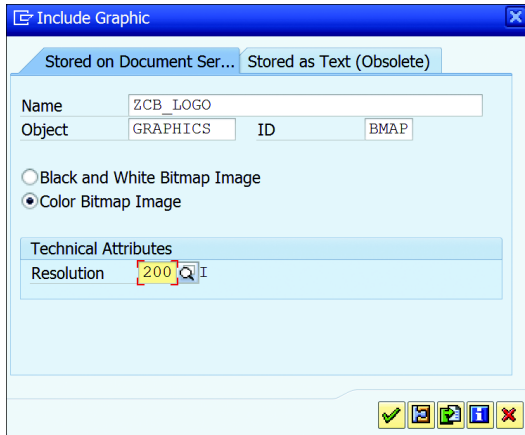 Include Graphic
Stored on Document Ser... Stored as Text (Obsolete)
Name ZCB_LOGO
Object GRAPHICS ID BMAP
Black and White Bitmap Image
Color Bitmap Image
Technical Attributes
Resolution 200